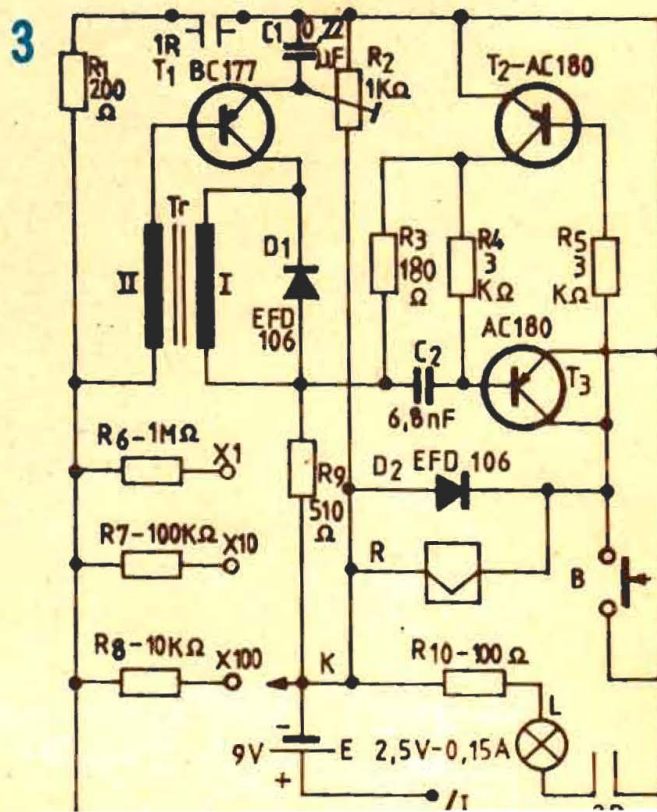 3
1R
C1
0,22
µF
R1
200
Ω
T1 BC177
R2
1KΩ
T2-AC180
Tr
II
I
D1
EFD
106
R3
180
Ω
R4
3
KΩ
R5
3
KΩ
AC180
C2
6,8nF
T3
R6-1MΩ
X1
R9
510
Ω
D2 EFD 106
R7-100KΩ
X10
R
B
R8-10KΩ
X100
K
R10-100Ω
L
-
9V
E
2,5V-0,15A
+
/I